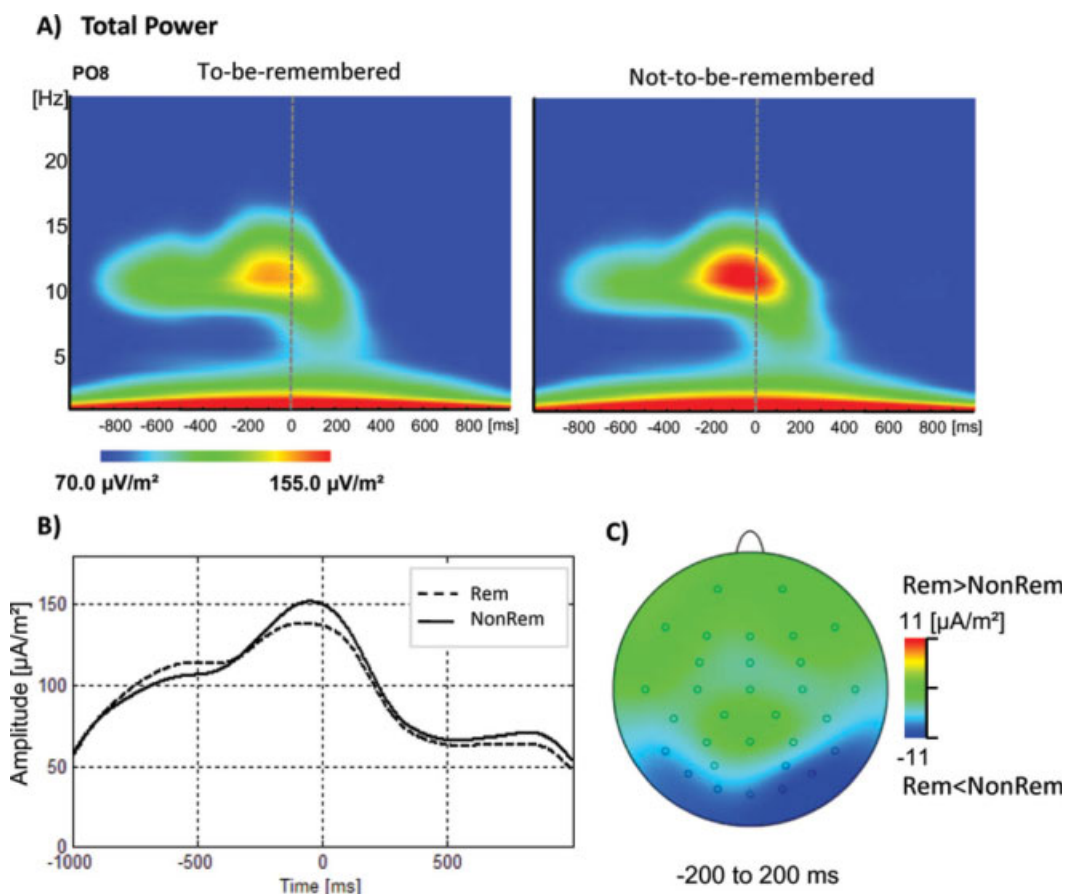 A) Total Power
PO8 To-be-remembered Not-to-be-remembered
[Hz]
20
15
10
5
-800 -600 -400 -200 0 200 400 600 800 [ms]
-800 -600 -400 -200 0 200 400 600 800 [ms]
70.0 µV/m² 155.0 µV/m²
B)
Amplitude [µA/m²]
150
100
50
0
-1000 -500 0 500
Time [ms]
Rem
NonRem
C)
Rem>NonRem
11 [µA/m²]
-11
Rem<NonRem
-200 to 200 ms